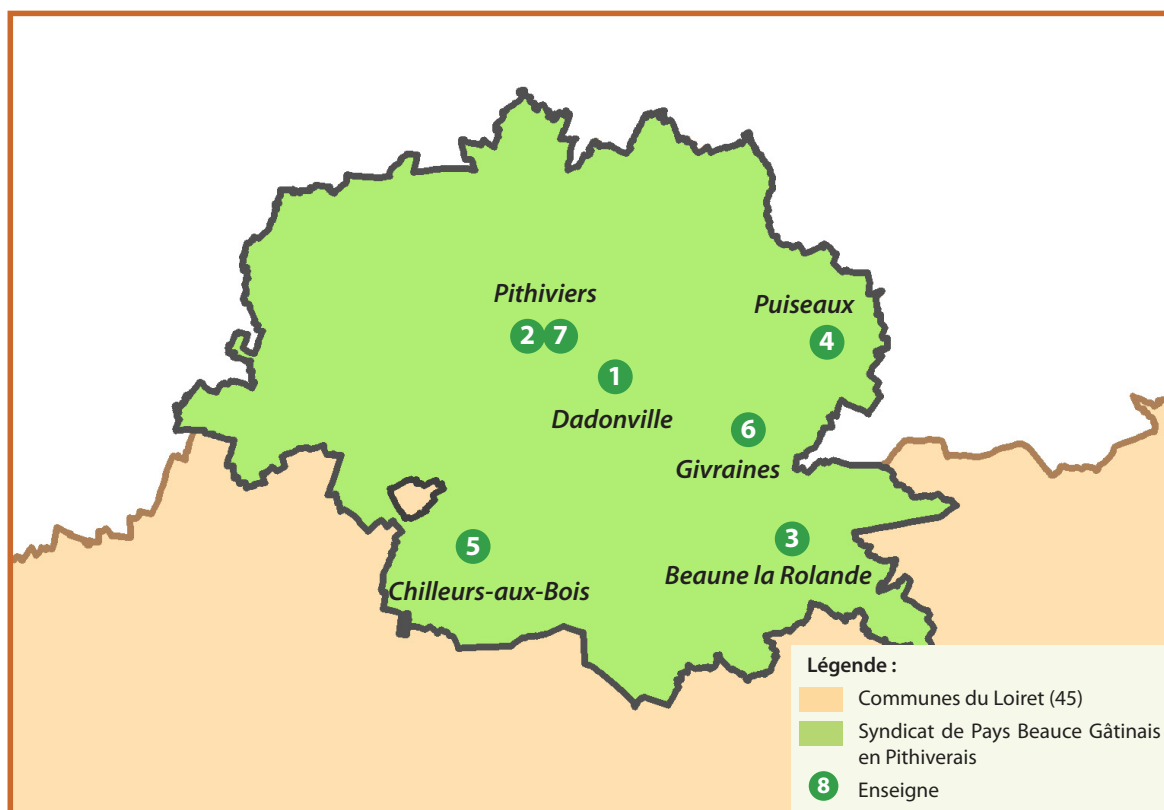 Pithiviers
Puiseaux
2 7
4
1
Dadonville
6
Givraines
5
3
Beaune la Rolande
Chilleurs-aux-Bois
Légende :
Communes du Loiret (45)
Syndicat de Pays Beauce Gâtinais
en Pithiverais
8 Enseigne